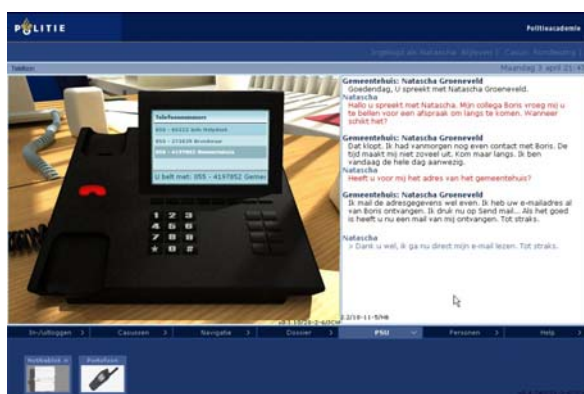 POLITIE
Politieacademie
Telefoon
Maandag 3 april 21:4
Telefoonnummers
055 - 4197852 Gemeentehuis
U belt met: 055 - 4197852 Gemee
1 2 3
4 5 6
7 8 9
* 0 #
Gemeentehuis: Natascha Groeneveld
Goedendag, U spreekt met Natascha Groeneveld.
Natascha
Hallo u spreekt met Natascha. Mijn collega Boris vroeg mij u
te bellen voor een afspraak om langs te komen. Wanneer
schikt het?
Gemeentehuis: Natascha Groeneveld
Dat klopt. Ik had vanmorgen nog even contact met Boris. De
tijd maakt mij niet zoveel uit. Kom maar langs. Ik ben
vandaag de hele dag aanwezig.
Natascha
Heeft u voor mij het adres van het gemeentehuis?
Gemeentehuis: Natascha Groeneveld
Ik mail de adresgegevens wel even. Ik heb uw e-mailadres al
van Boris ontvangen. Ik druk nu op Send mail... Als het goed
is heeft u nu een mail van mij ontvangen. Tot straks.
Natascha
> Dank u wel, ik ga nu direct mijn e-mail lezen. Tot straks.
In-/uitloggen
Casussen
Navigatie
Dossier
PSU
Personen
Help
Notitieblok
Portofoon